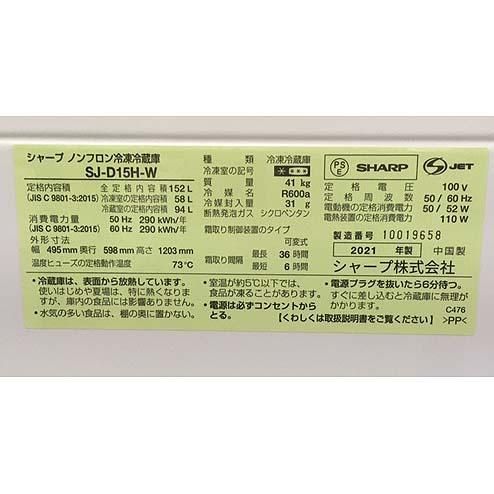 シャープ ノンフロン冷凍冷蔵庫
SJ-D15H-W
定格内容積 全定格内容積 152 L
(JIS C 9801-3:2015) 冷凍室の定格内容積 58 L
冷蔵室の定格内容積 94 L
消費電力量 50 Hz 290 kWh/年
(JIS C 9801-3:2015) 60 Hz 290 kWh/年
外形寸法
幅 495 mm 奥行 598 mm 高さ 1203 mm
温度ヒューズの定格動作温度 73℃
種類 冷凍冷蔵庫
冷凍室の記号
質量 41 kg
冷媒名 R600a
冷媒封入量 31 g
断熱発泡ガス シクロペンタン
霜取り制御装置のタイプ
可変式
霜取り間隔 最長 36 時間
最短 6 時間
PS
E
SHARP
JET
定格電圧 100 V
定格周波数 50 / 60 Hz
電動機の定格消費電力 50 / 52 W
電熱装置の定格消費電力 110 W
製造番号 10019658
2021 年製 中国製
シャープ株式会社
・冷蔵庫は、表面から放熱しています。
使いはじめや夏場は、特に熱くなりますが、庫内の食品には影響ありません。
・水気の多い食品は、棚の奥に置かない。
・室温が約5℃以下では、
食品が凍ることがあります。
・電源は必ずコンセントから
とる。
・電源プラグを抜いたら6分待つ。
すぐに差し込むと冷蔵庫に無理が
かかります。
【くわしくは取扱説明書をご覧ください】
C476
>PP<